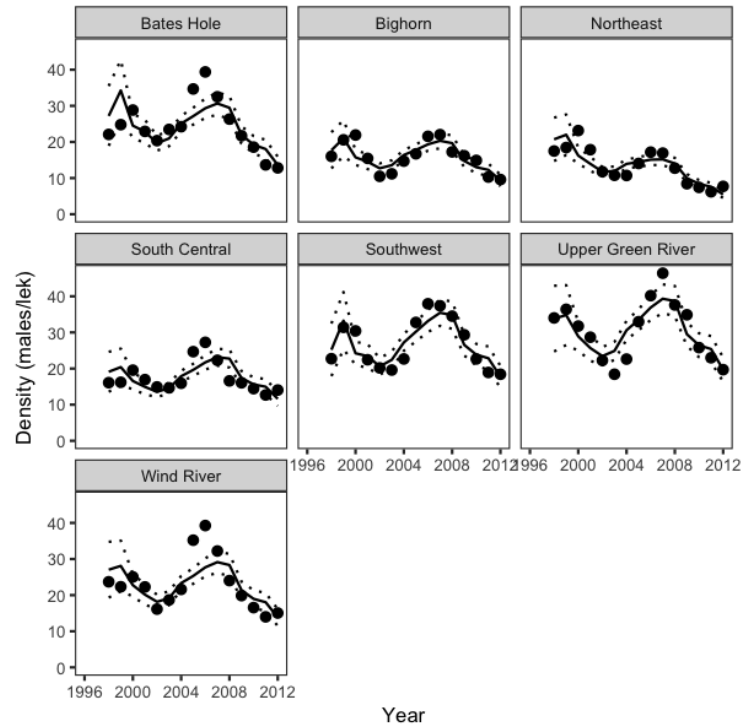 Bates Hole
Bighorn
Northeast
40
30
20
10
0
South Central
Southwest
Upper Green River
40
30
20
10
0
1996 2000 2004 2008 2012
1996 2000 2004 2008 2012
Wind River
40
30
20
10
0
1996 2000 2004 2008 2012
Density (males/lek)
Year